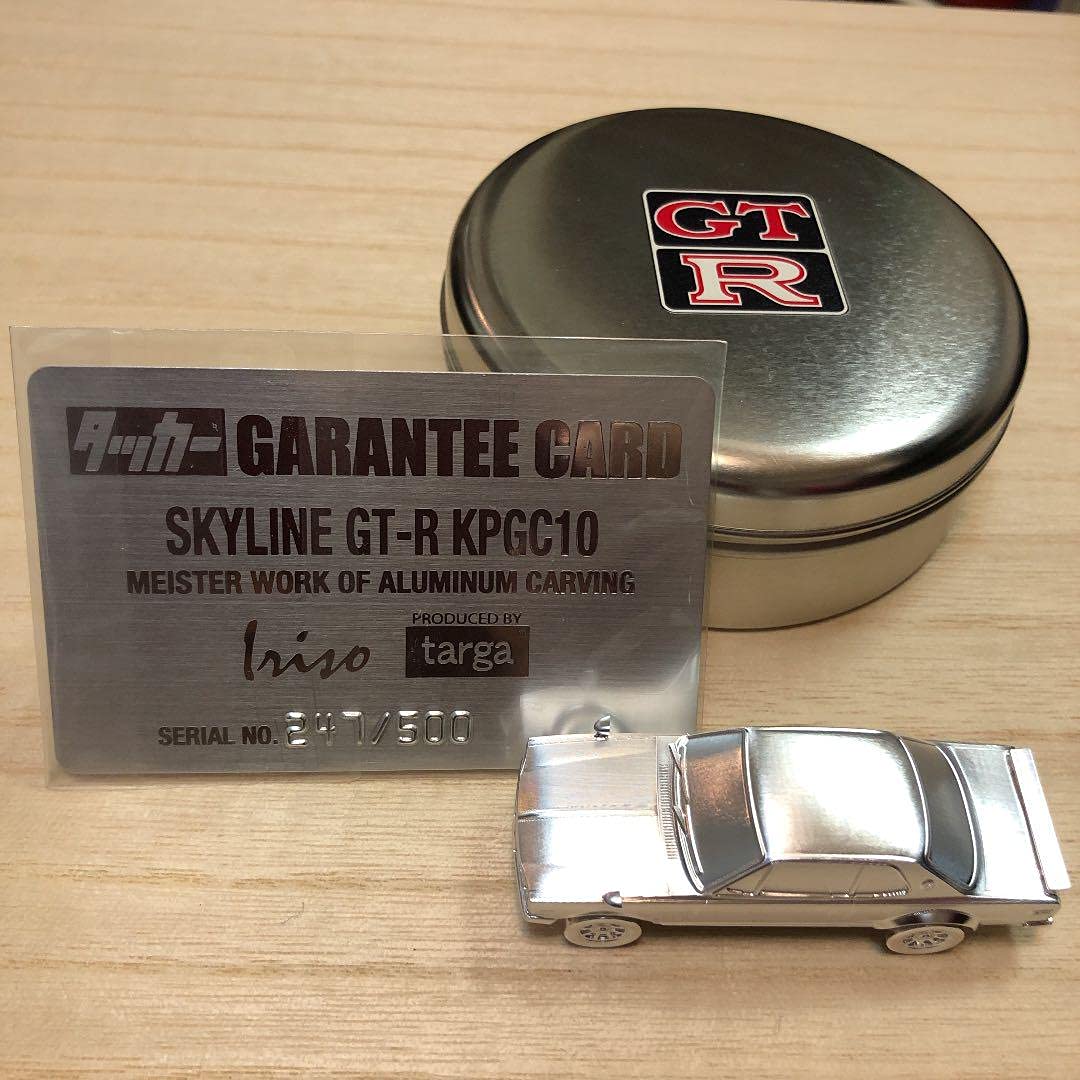 GT
R
タッカー GARANTEE CARD
SKYLINE GT-R KPGC10
MEISTER WORK OF ALUMINUM CARVING
Iriso
PRODUCED BY
targa
SERIAL NO. 247/500